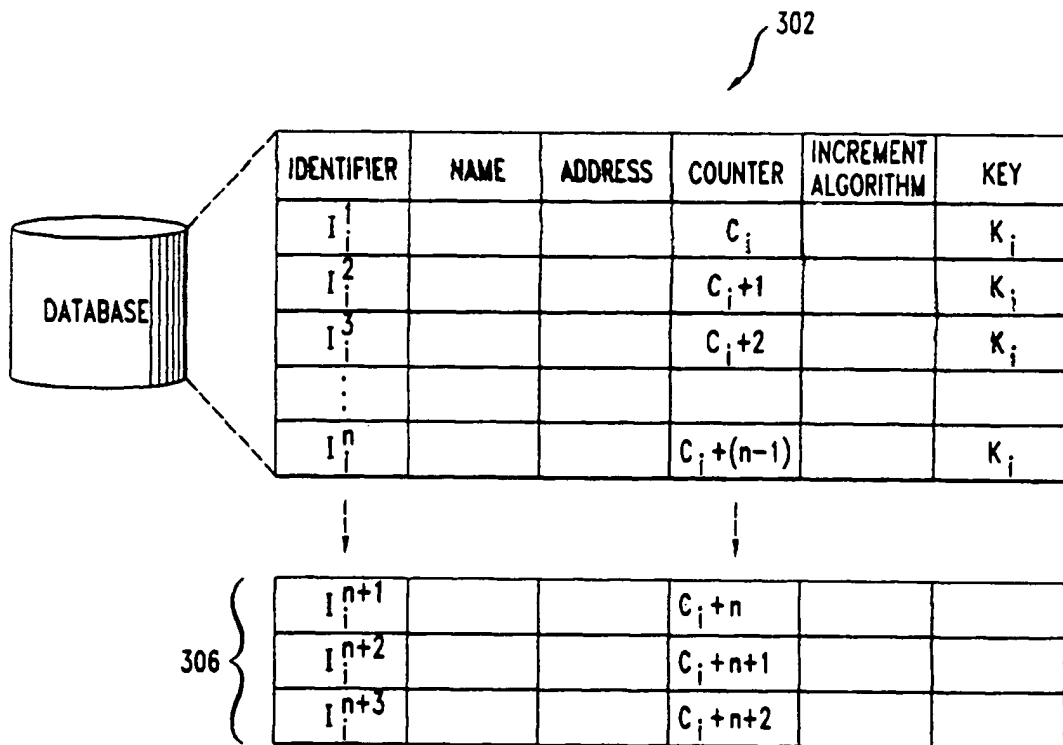 302
IDENTIFIER NAME ADDRESS COUNTER INCREMENT ALGORITHM KEY
I_i^1 C_i K_i
I_i^2 C_i+1 K_i
DATABASE
I_i^3 C_i+2 K_i
⋮
I_i^n C_i+(n-1) K_i
I_i^{n+1} C_i+n
306 I_i^{n+2} C_i+n+1
I_i^{n+3} C_i+n+2